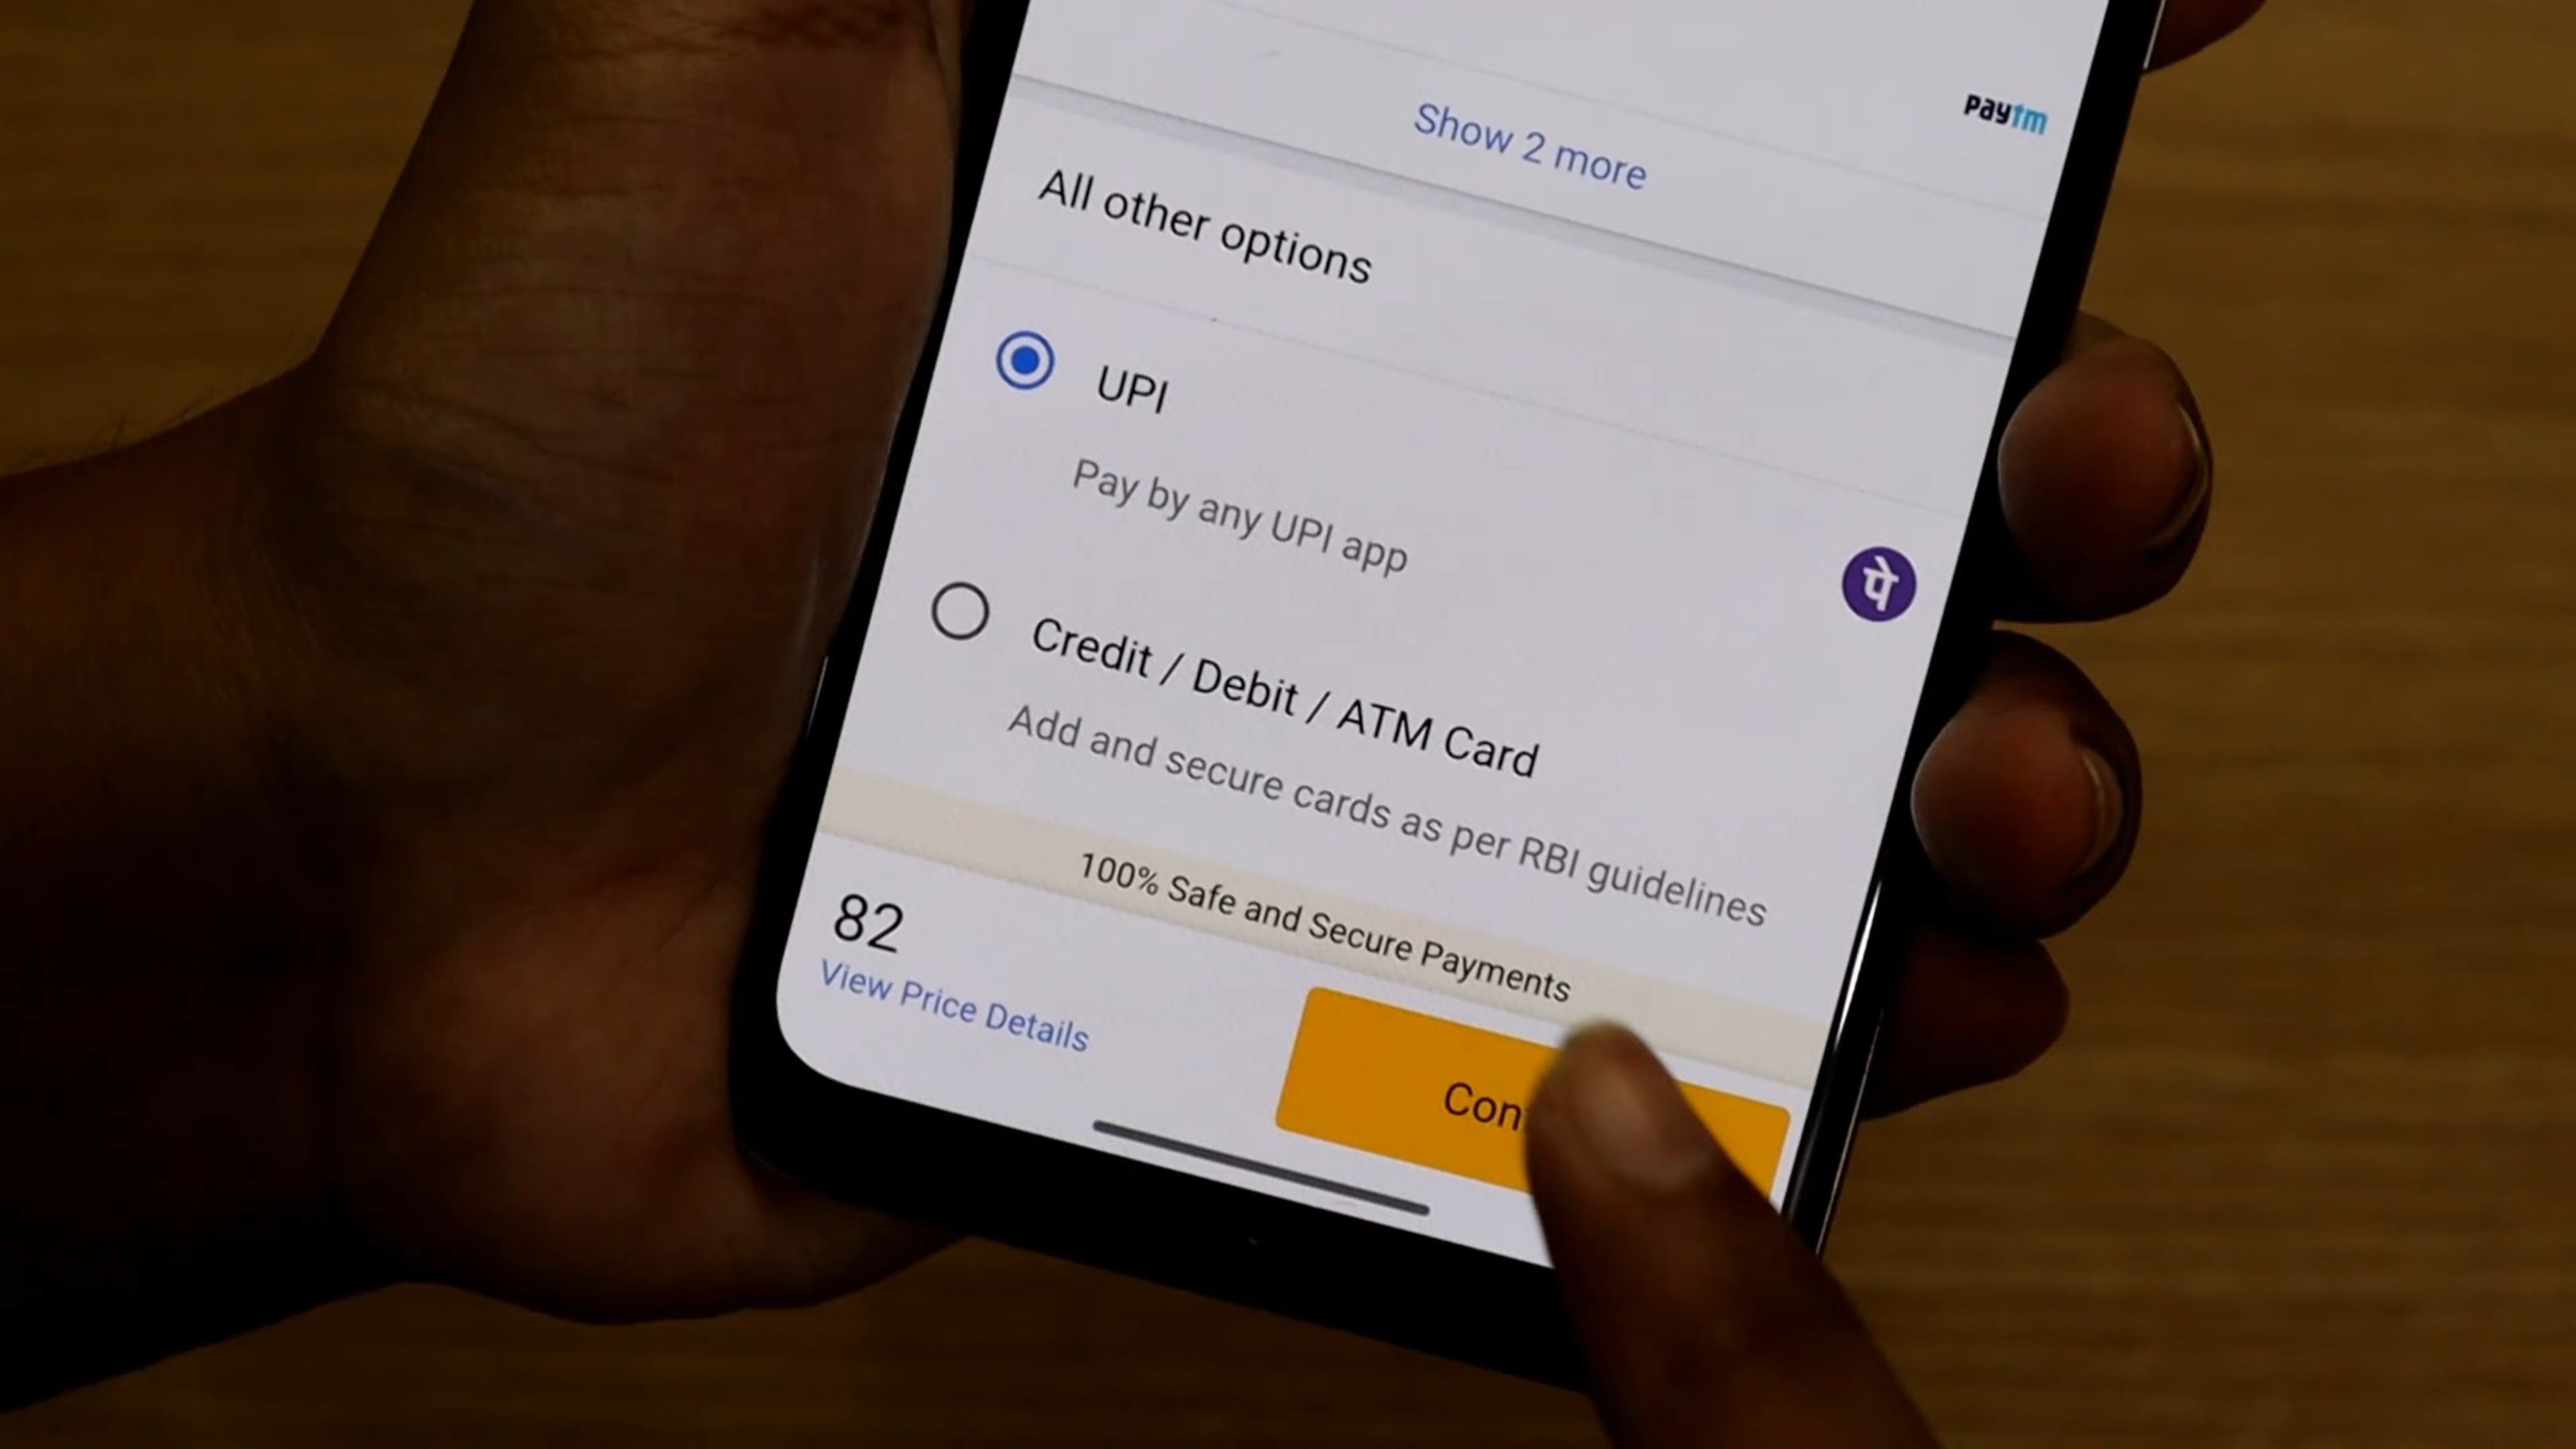 paytm
Show 2 more
All other options
UPI
Pay by any UPI app
पे
Credit / Debit / ATM Card
Add and secure cards as per RBI guidelines
100% Safe and Secure Payments
82
View Price Details